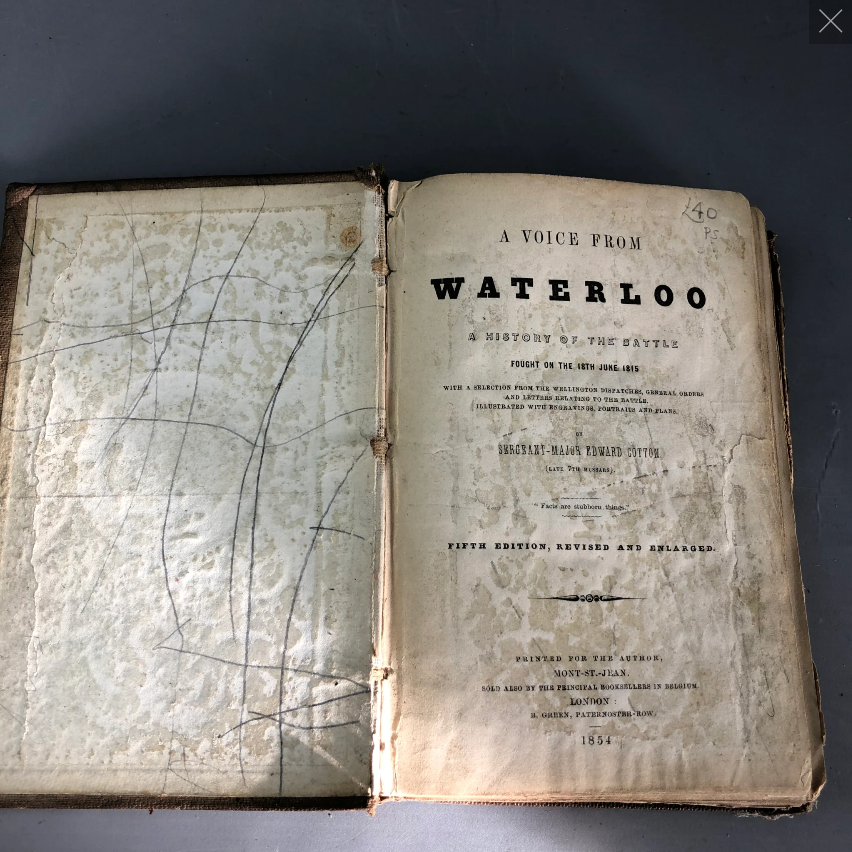 £40
PS
A VOICE FROM
WATERLOO
A HISTORY OF THE BATTLE
FOUGHT ON THE 18TH JUNE 1815
WITH A SELECTION FROM THE WELLINGTON DISPATCHES, GENERAL ORDERS
AND LETTERS RELATING TO THE BATTLE.
ILLUSTRATED WITH ENGRAVINGS, PORTRAITS AND PLANS.
BY
SERGEANT-MAJOR EDWARD COTTON
(LATE 7TH HUSSARS).
"Facts are stubborn things."
FIFTH EDITION, REVISED AND ENLARGED.
PRINTED FOR THE AUTHOR,
MONT-ST.-JEAN.
SOLD ALSO BY THE PRINCIPAL BOOKSELLERS IN BELGIUM.
LONDON :
B. GREEN, PATERNOSTER-ROW.
1854